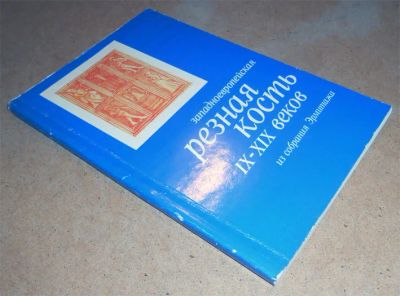 западноевропейская
резная
кость
IX-XIX веков
из собрания Эрмитажа